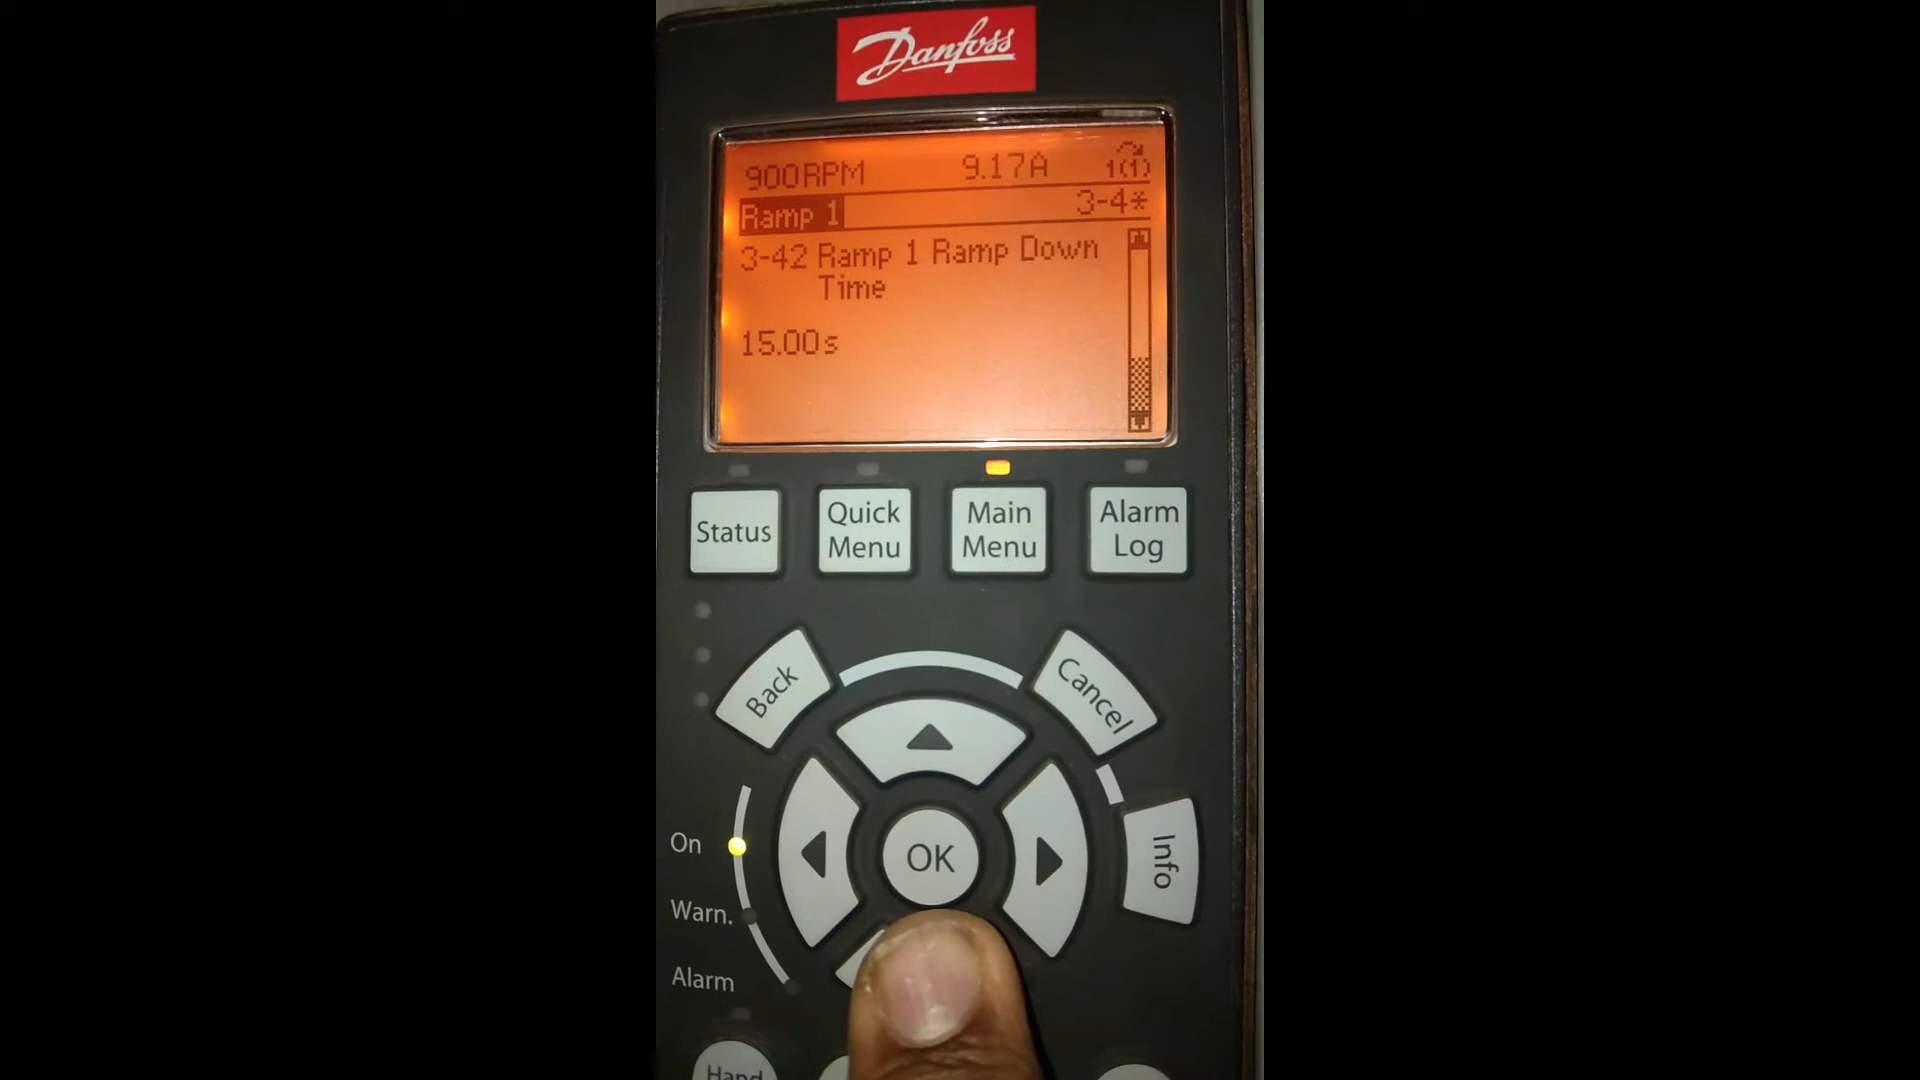 Danfoss
900RPM 9.17A 1(1)
Ramp 1 3-4*
3-42 Ramp 1 Ramp Down
Time
15.00s
Status
Quick
Menu
Main
Menu
Alarm
Log
Back
Cancel
OK
Info
On
Warn.
Alarm
Hand